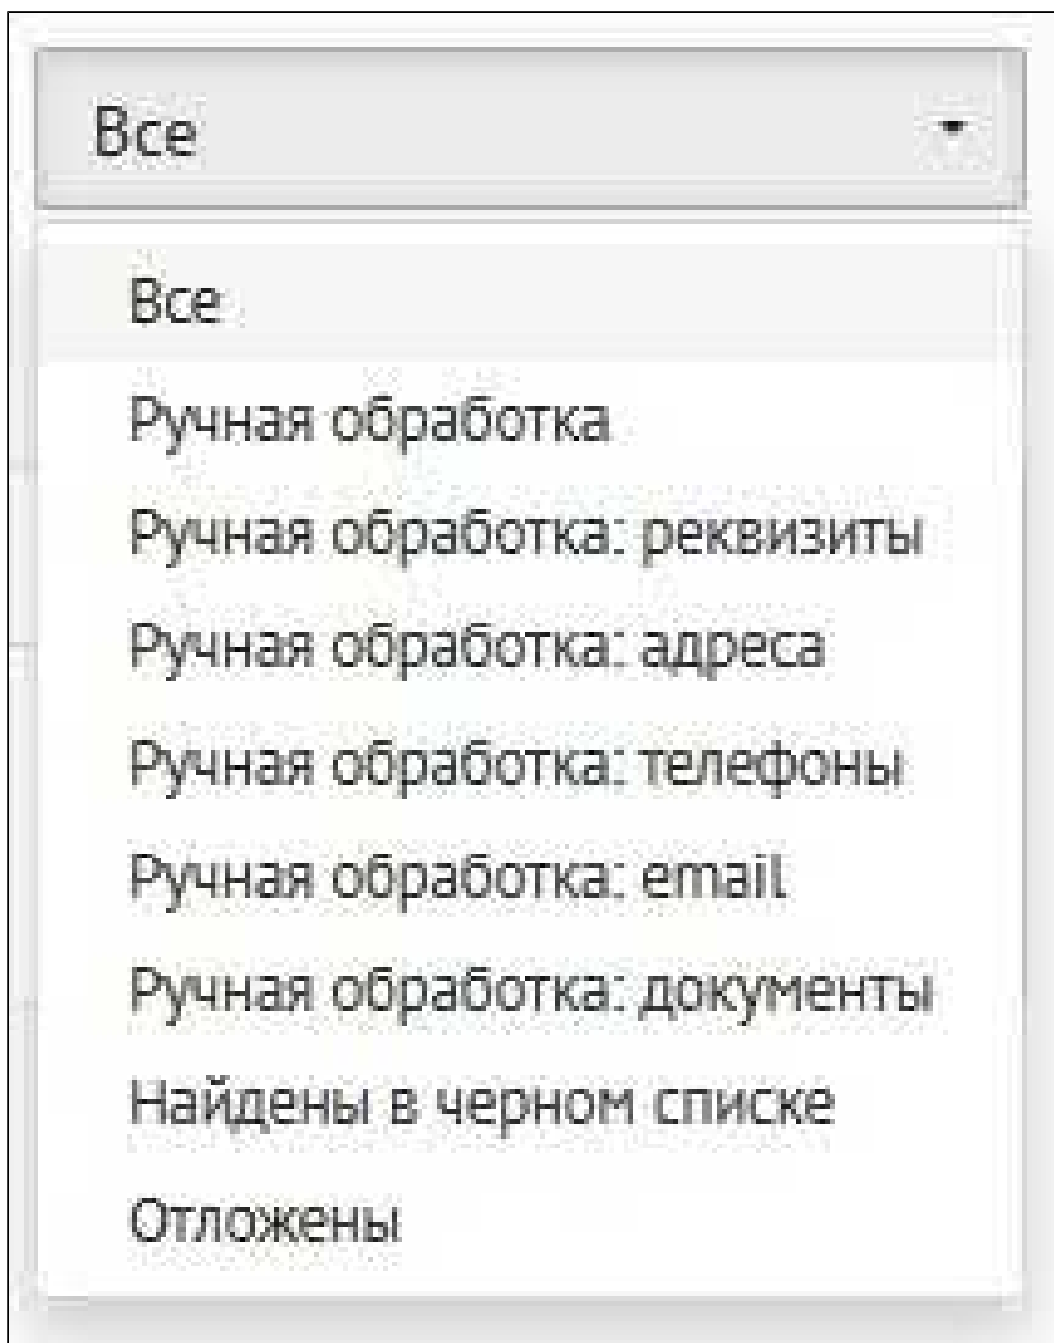 Все
Все
Ручная обработка
Ручная обработка: реквизиты
Ручная обработка: адреса
Ручная обработка: телефоны
Ручная обработка: email
Ручная обработка: документы
Найдены в черном списке
Отложены